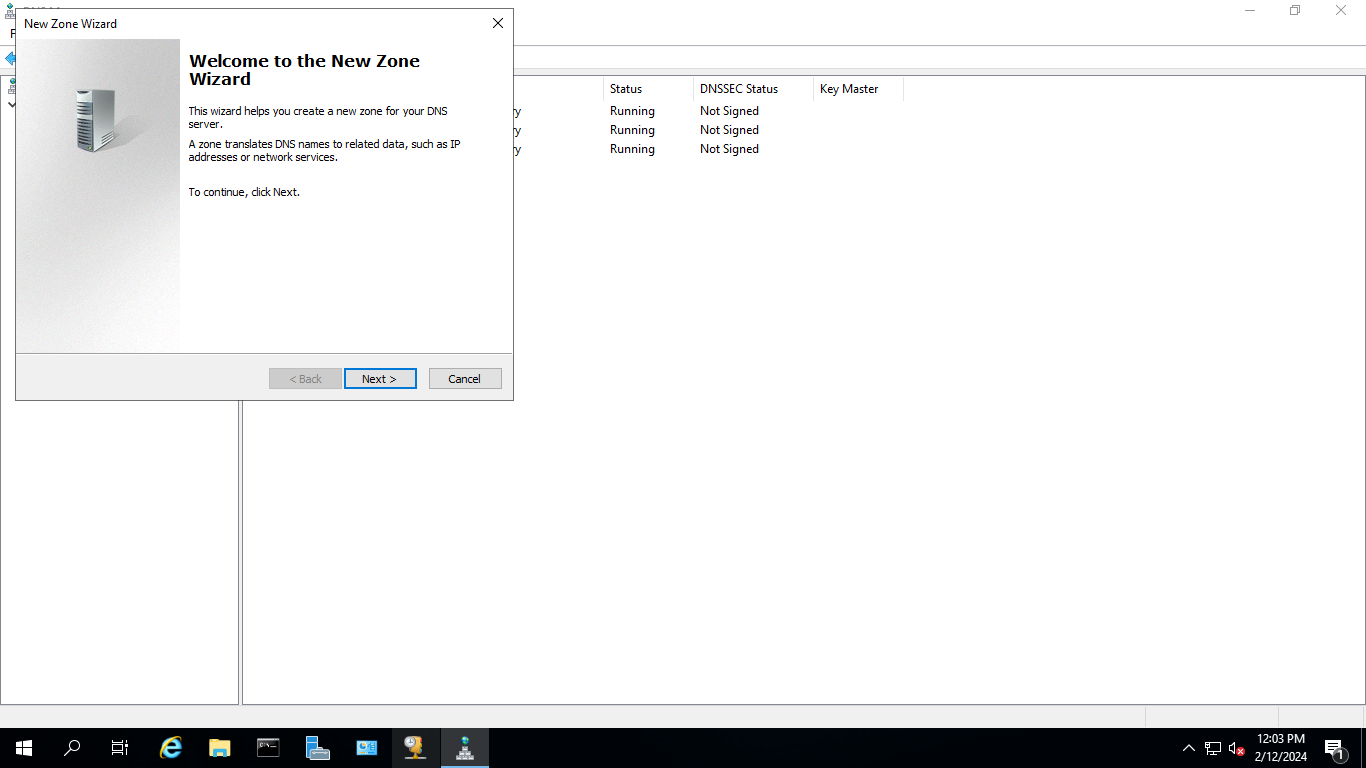 New Zone Wizard
Welcome to the New Zone
Wizard
This wizard helps you create a new zone for your DNS
server.
A zone translates DNS names to related data, such as IP
addresses or network services.
To continue, click Next.
< Back
Next >
Cancel
Status
DNSSEC Status
Key Master
Running
Not Signed
Running
Not Signed
Running
Not Signed
12:03 PM
2/12/2024
1